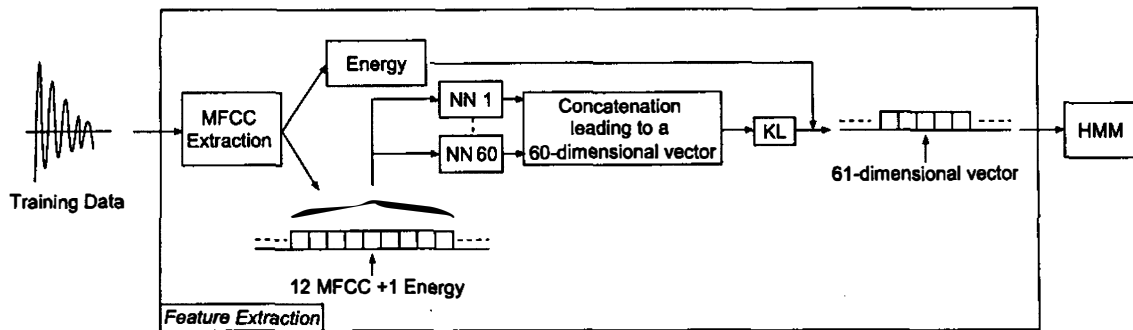 Energy
MFCC
Extraction
NN 1
NN 60
Concatenation
leading to a
60-dimensional vector
KL
HMM
Training Data
61-dimensional vector
12 MFCC +1 Energy
Feature Extraction